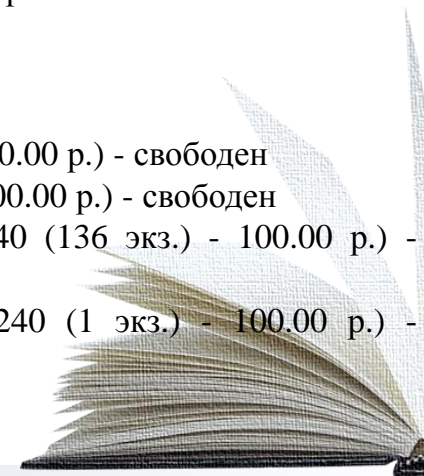 0.00 р.) - свободен
00.00 р.) - свободен
40 (136 экз.) - 100.00 р.) -
240 (1 экз.) - 100.00 р.) -